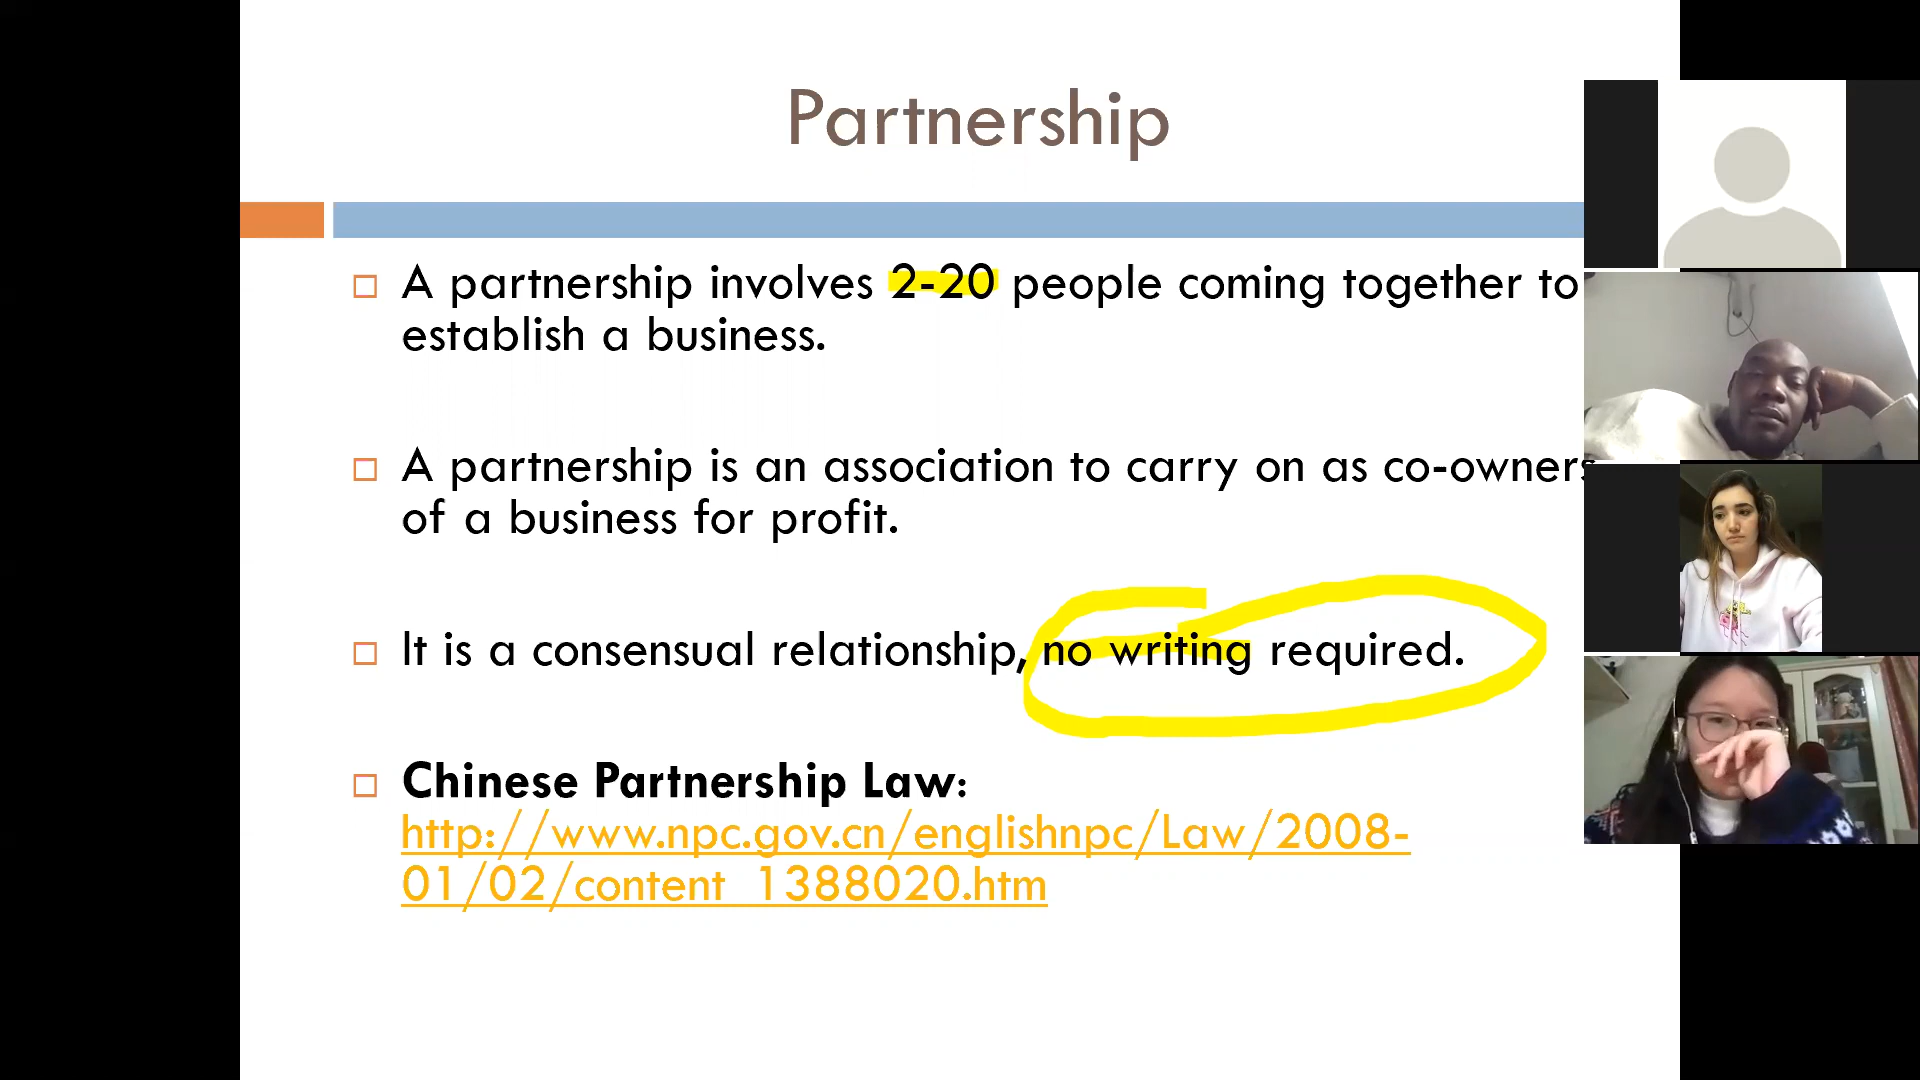 Partnership
A partnership involves 2-20 people coming together to
establish a business.
A partnership is an association to carry on as co-owners
of a business for profit.
It is a consensual relationship, no writing required.
Chinese Partnership Law:
http://www.npc.gov.cn/englishnpc/Law/2008-
01/02/content_1388020.htm